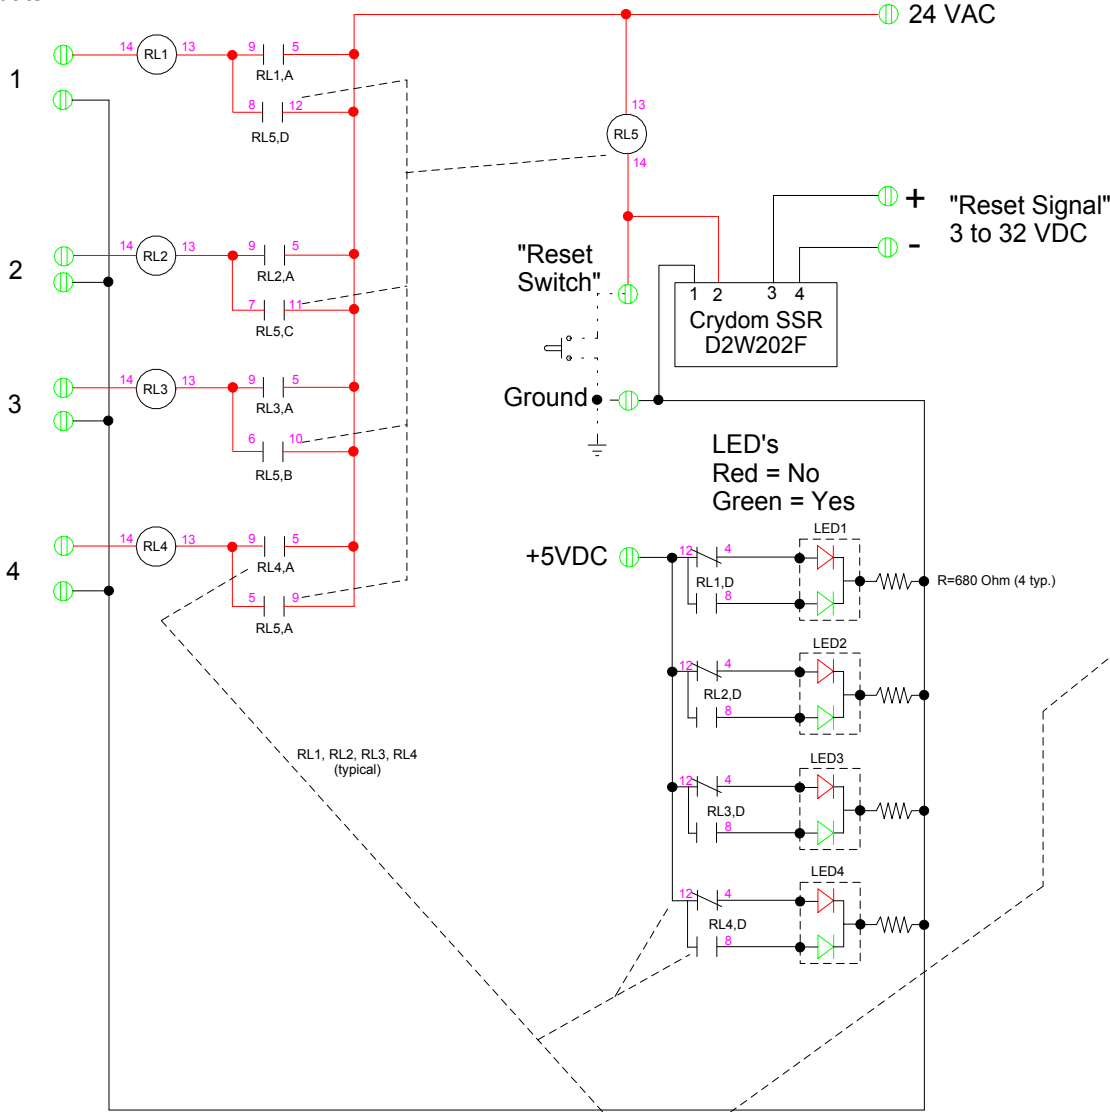 24 VAC
14 RL1 13 9 5
RL1,A
1
8 12
RL5,D
13
RL5
14
+ "Reset Signal"
- 3 to 32 VDC
14 RL2 13 9 5
RL2,A
2
7 11
RL5,C
"Reset
Switch"
1 2 3 4
Crydom SSR
D2W202F
14 RL3 13 9 5
RL3,A
3
6 10
RL5,B
Ground
LED's
Red = No
Green = Yes
14 RL4 13 9 5
RL4,A
4
5 9
RL5,A
+5VDC
12 4 LED1
RL1,D
8
R=680 Ohm (4 typ.)
12 4 LED2
RL2,D
8
RL1, RL2, RL3, RL4
(typical)
12 4 LED3
RL3,D
8
12 4 LED4
RL4,D
8